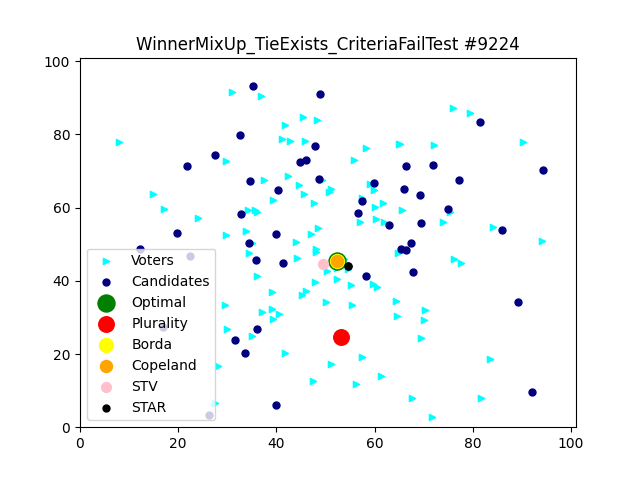 WinnerMixUp_TieExists_CriteriaFailTest #9224
100
80
60
40
20
0
0 20 40 60 80 100
Voters
Candidates
Optimal
Plurality
Borda
Copeland
STV
STAR